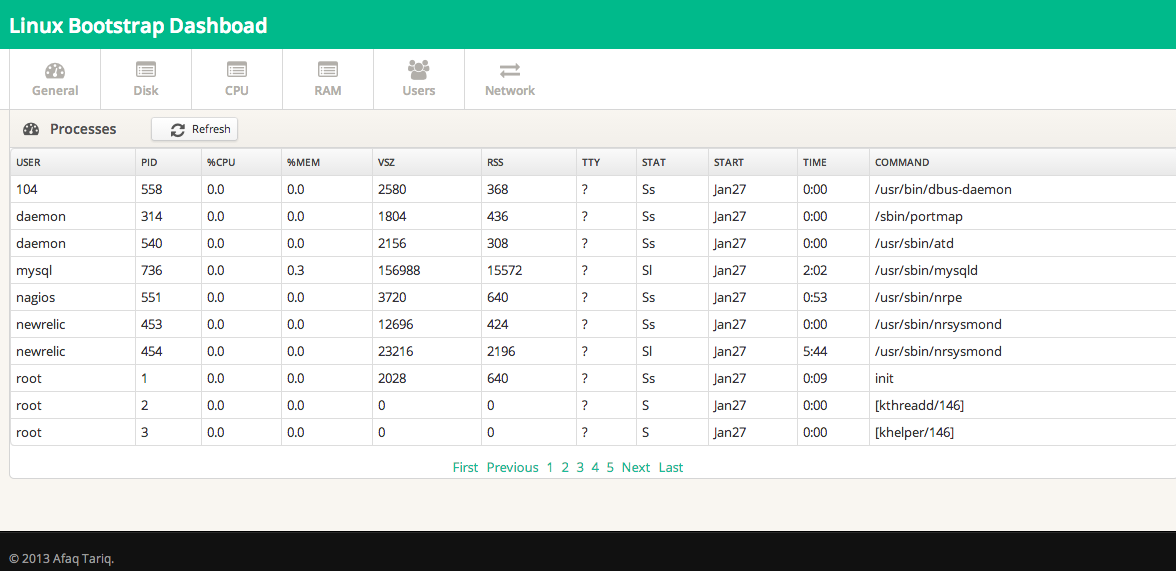 Linux Bootstrap Dashboad
General Disk CPU RAM Users Network
Processes Refresh
USER PID %CPU %MEM VSZ RSS TTY STAT START TIME COMMAND
104 558 0.0 0.0 2580 368 ? Ss Jan27 0:00 /usr/bin/dbus-daemon
daemon 314 0.0 0.0 1804 436 ? Ss Jan27 0:00 /sbin/portmap
daemon 540 0.0 0.0 2156 308 ? Ss Jan27 0:00 /usr/sbin/atd
mysql 736 0.0 0.3 156988 15572 ? Sl Jan27 2:02 /usr/sbin/mysqld
nagios 551 0.0 0.0 3720 640 ? Ss Jan27 0:53 /usr/sbin/nrpe
newrelic 453 0.0 0.0 12696 424 ? Ss Jan27 0:00 /usr/sbin/nrsysmond
newrelic 454 0.0 0.0 23216 2196 ? Sl Jan27 5:44 /usr/sbin/nrsysmond
root 1 0.0 0.0 2028 640 ? Ss Jan27 0:09 init
root 2 0.0 0.0 0 0 ? S Jan27 0:00 [kthreadd/146]
root 3 0.0 0.0 0 0 ? S Jan27 0:00 [khelper/146]
First Previous 1 2 3 4 5 Next Last
© 2013 Afaq Tariq.